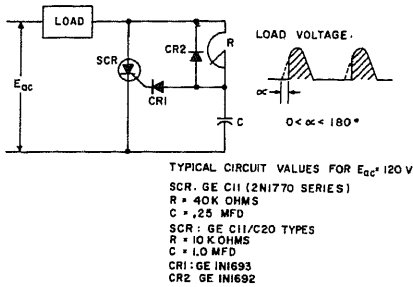 LOAD
CR2
R
SCR
Eac
CR1
C
LOAD VOLTAGE.
∝
0<∝<180°
TYPICAL CIRCUIT VALUES FOR Eac=120V
SCR. GE C11 (2N1770 SERIES)
R = 40K OHMS
C = .25 MFD
SCR: GE C11/C20 TYPES
R = 10 K OHMS
C = 1.0 MFD
CR1: GE 1N1693
CR2 GE 1N1692